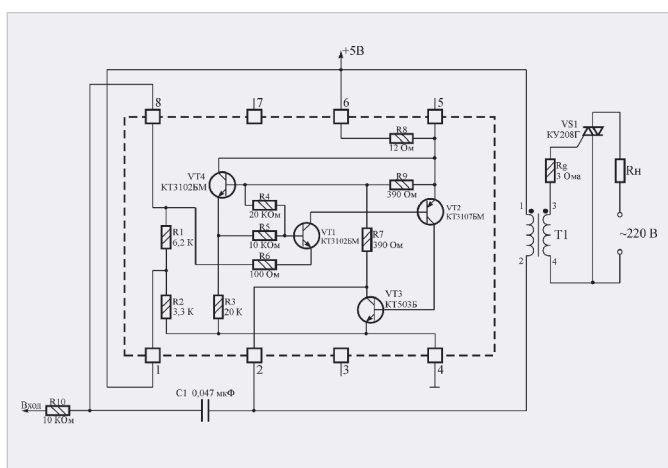 +5В
8
7
6
5
VS1
КУ208Г
R8
12 Ом
Rg
3 Ома
Rн
VT4
КТ3102БМ
R9
390 Ом
R4
20 КОм
VT2
КТ3107БМ
R5
10 КОм
VT1
КТ3102БМ
R1
6,2 К
R7
390 Ом
1
3
Т1
~220 В
R6
100 Ом
2
4
VT3
КТ503Б
R2
3,3 К
R3
20 К
1
2
3
4
С1 0,047 мкФ
Вход
R10
10 КОм